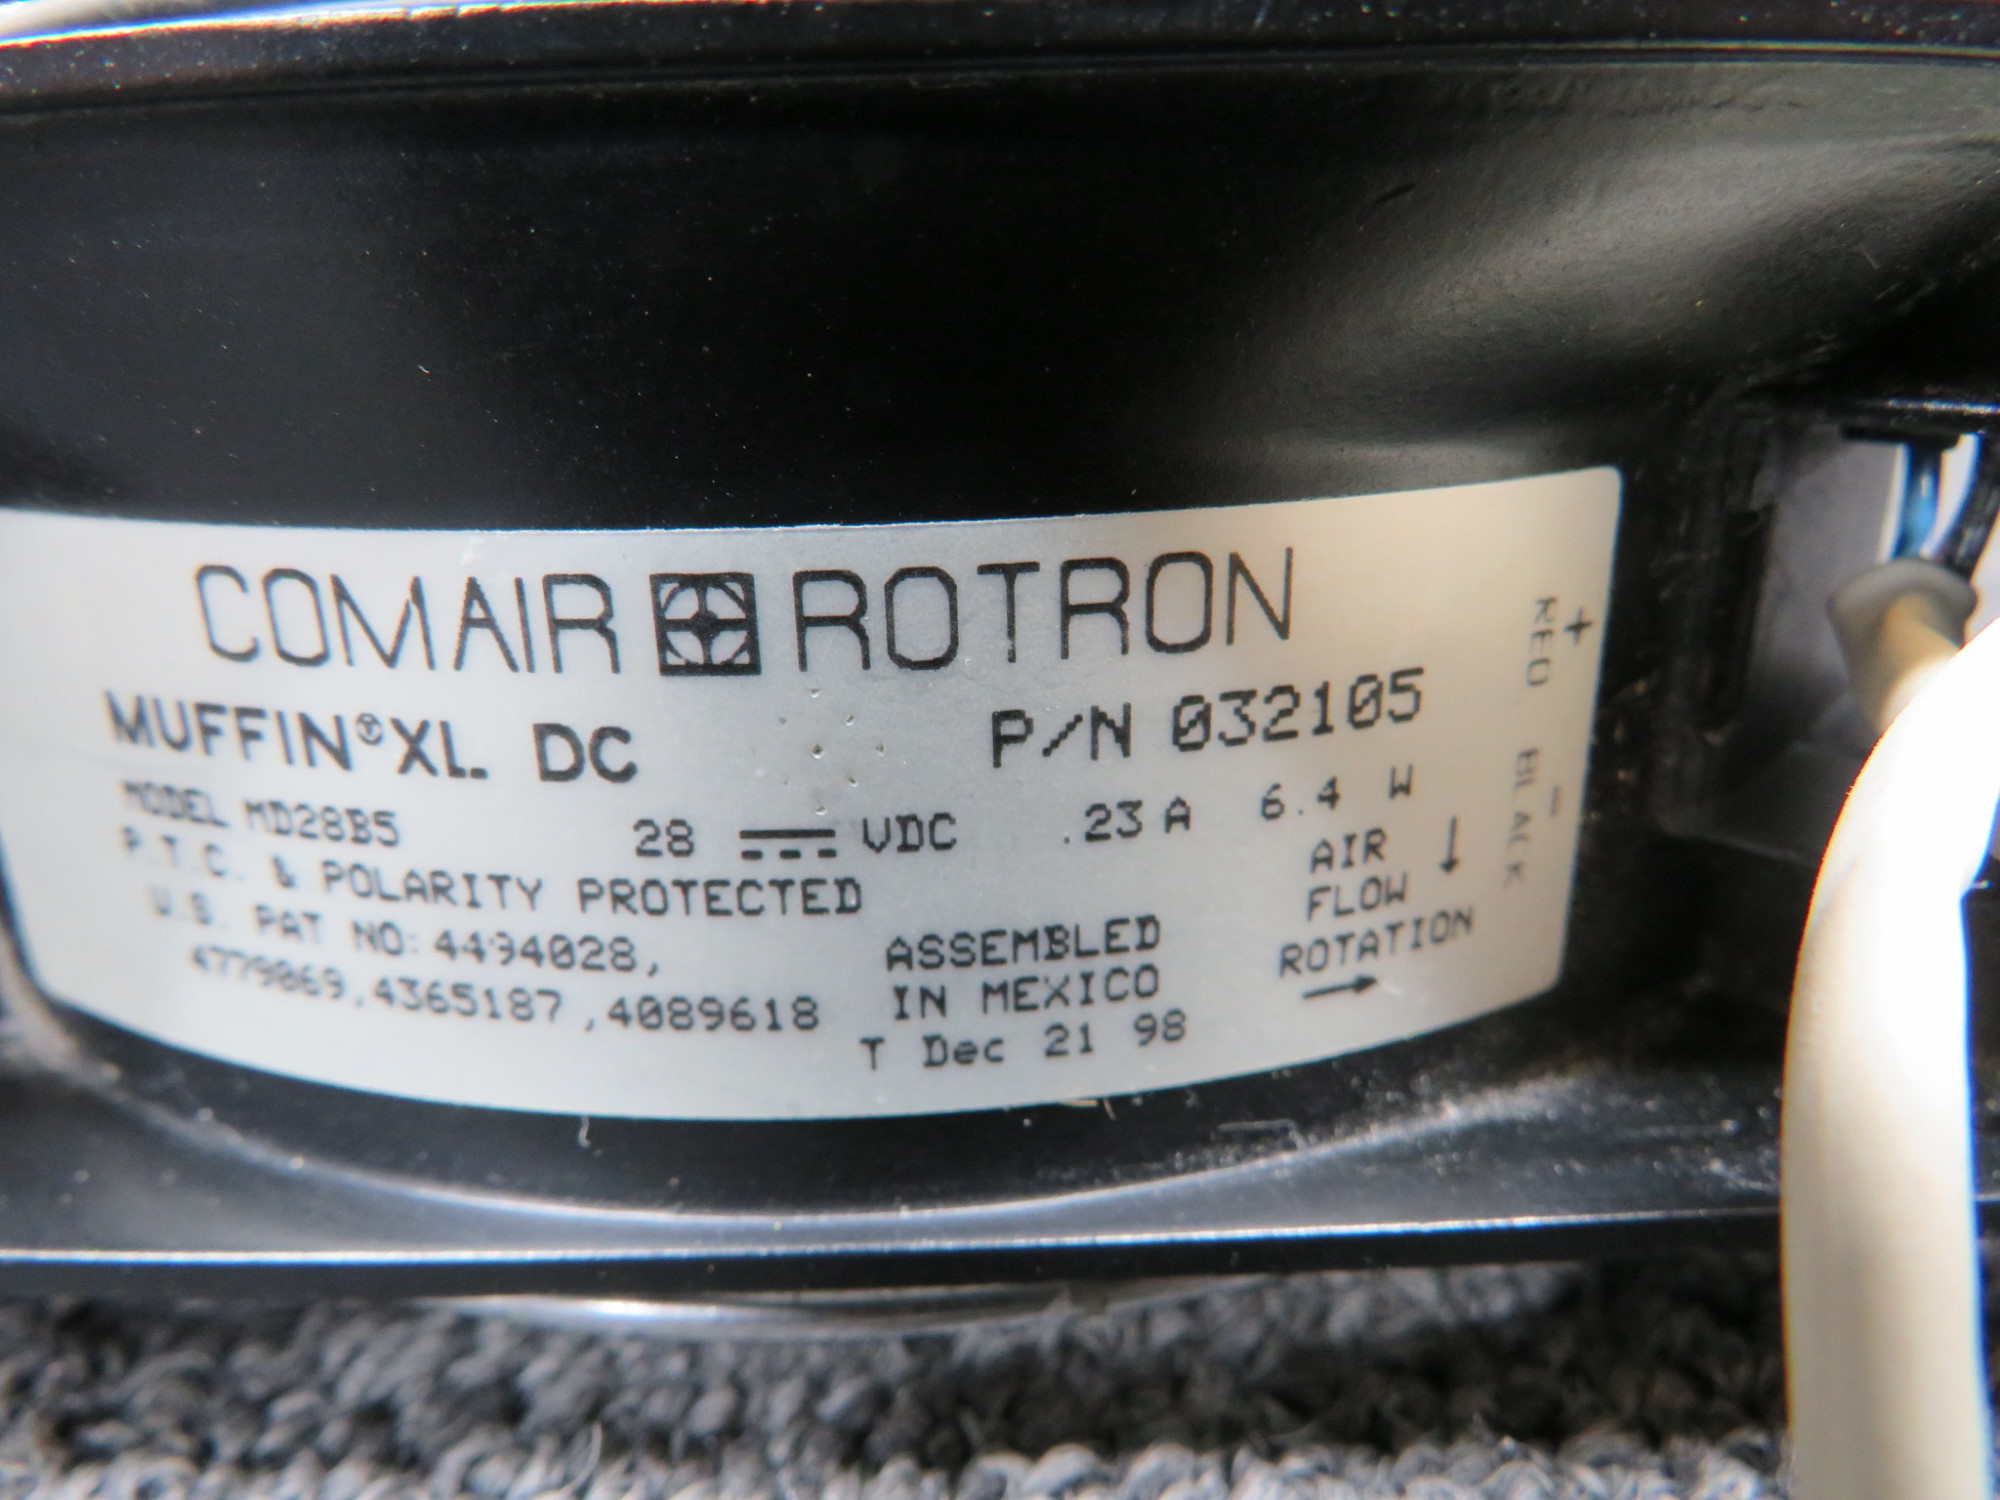 COMAIR ROTRON
MUFFIN® XL DC P/N 032105
MODEL MD28B5 28 VDC .23 A 6.4 W
P.T.C. & POLARITY PROTECTED
U.S. PAT NO: 4494028,
4779069, 4365187, 4089618
ASSEMBLED
IN MEXICO
T Dec 21 98
AIR
FLOW ↓
ROTATION
→
+ RED
- BLACK